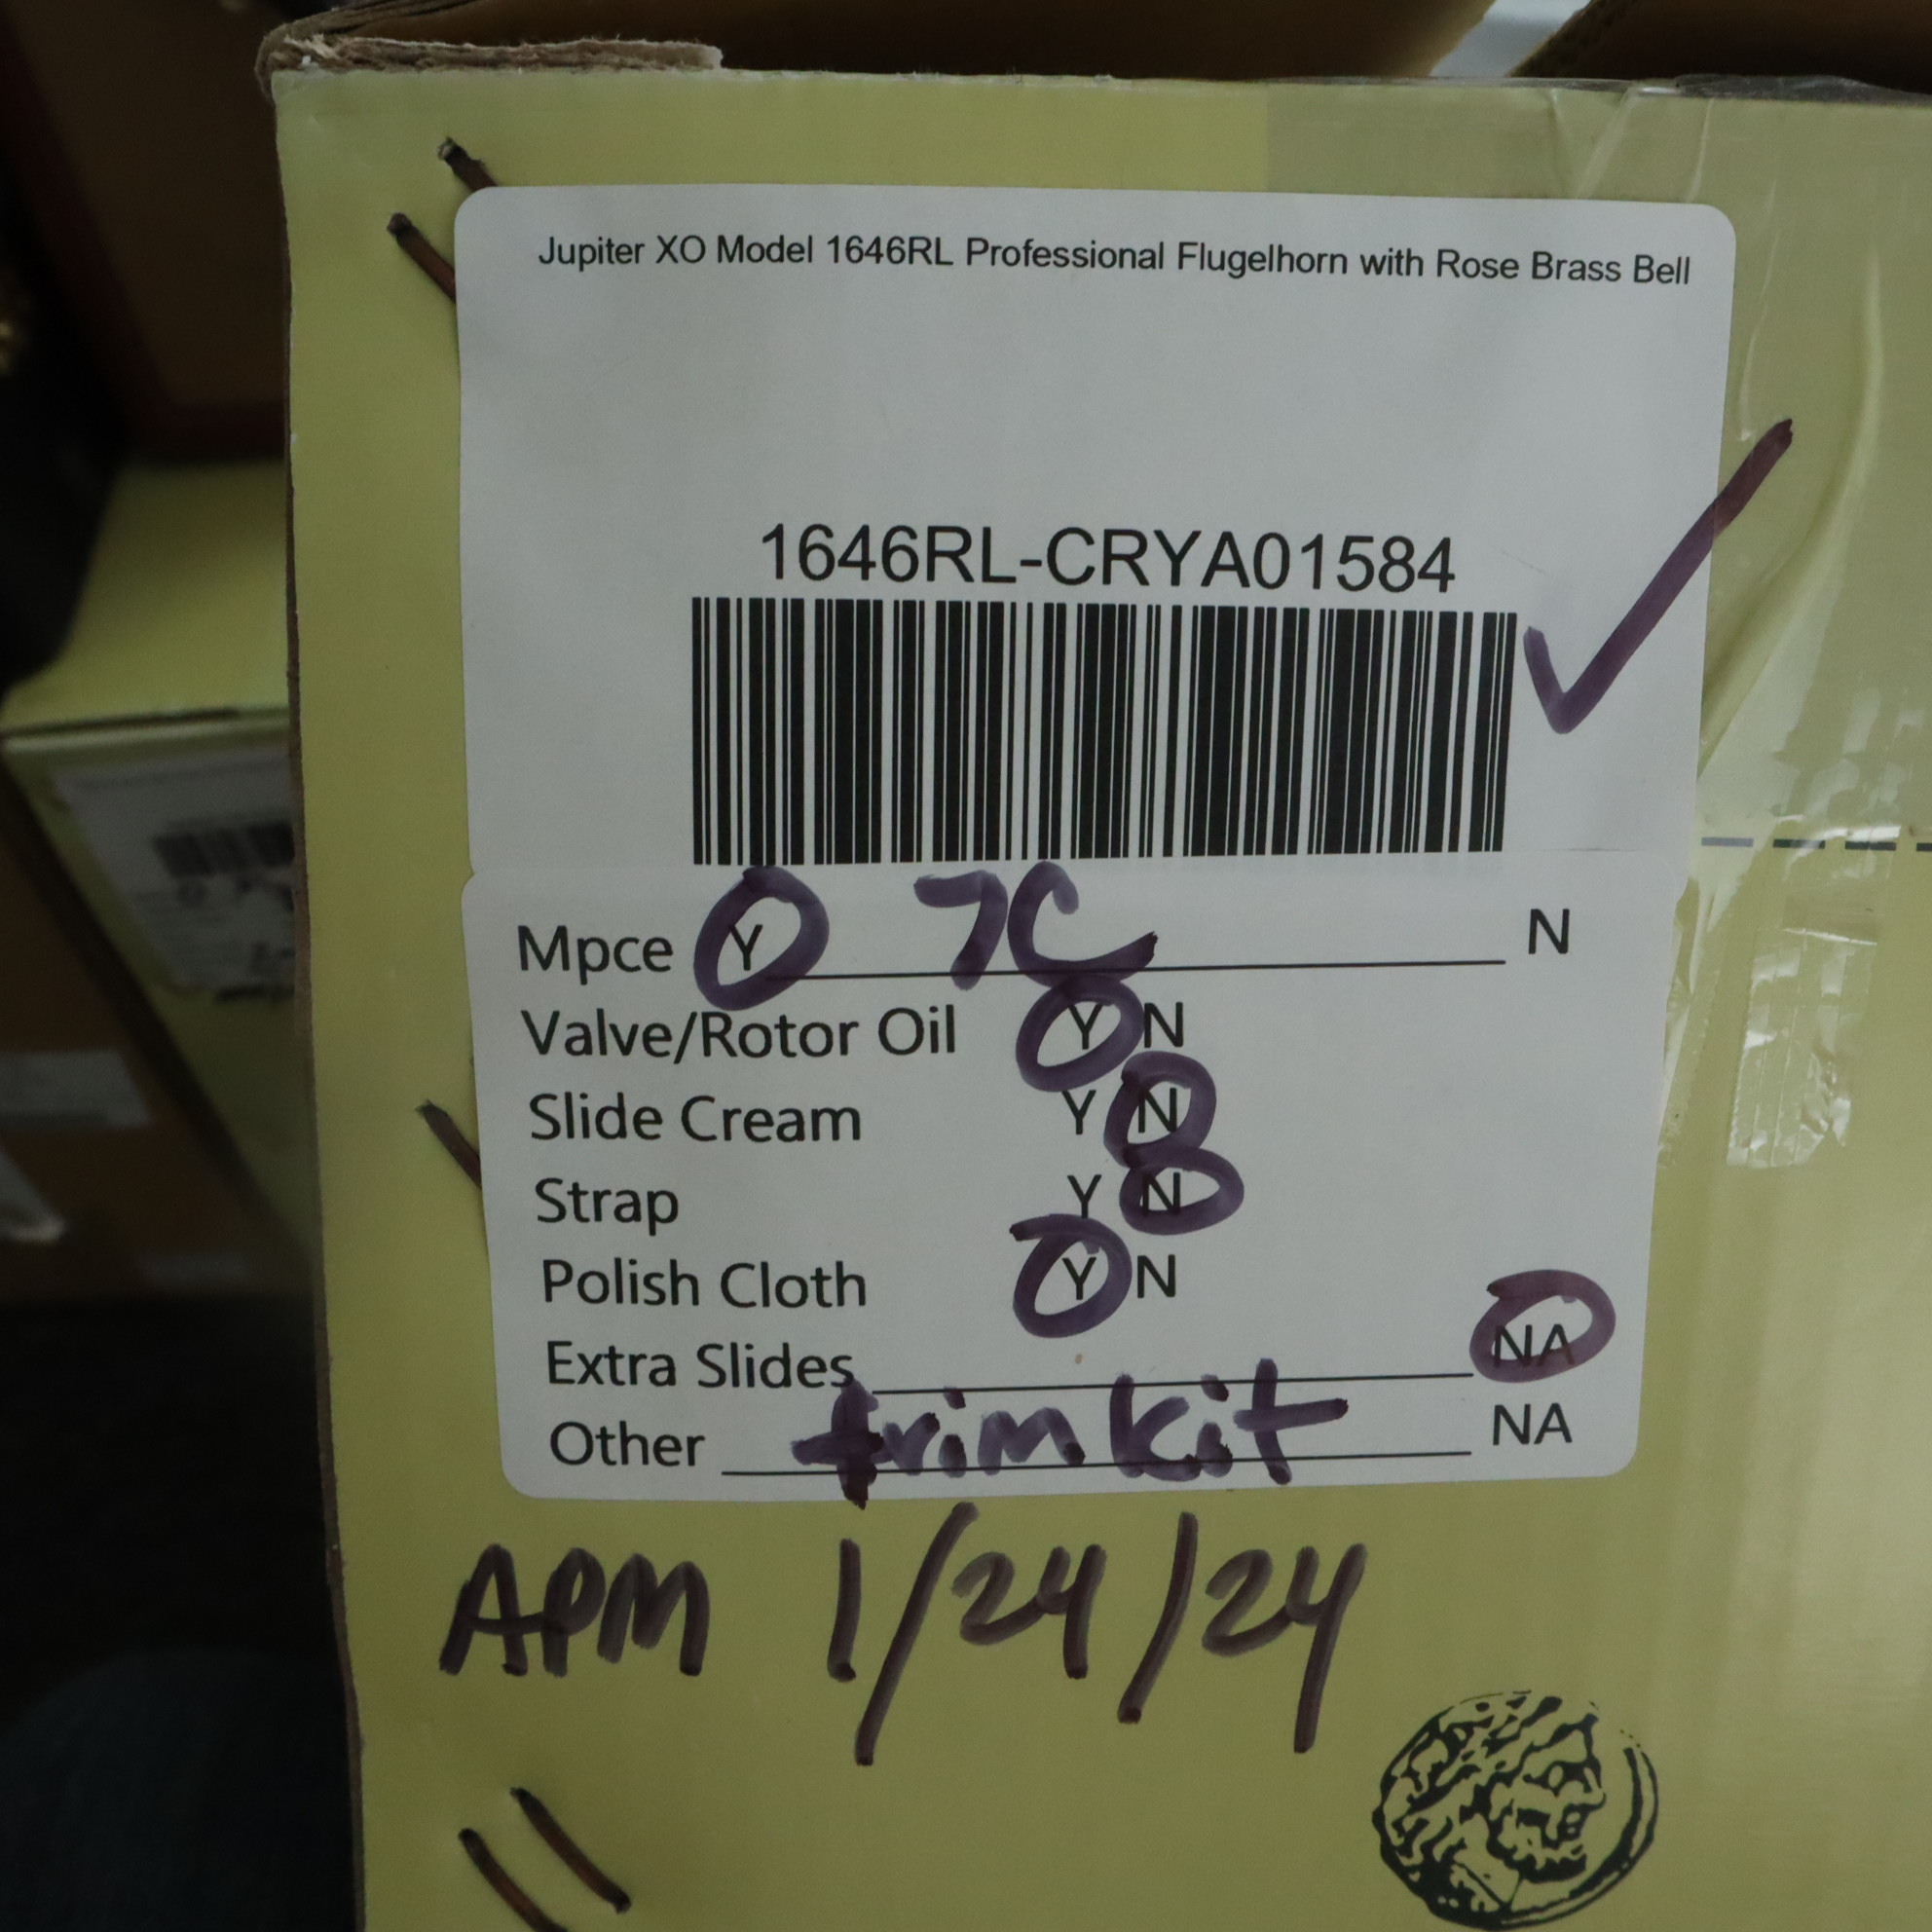 Jupiter XO Model 1646RL Professional Flugelhorn with Rose Brass Bell
1646RL-CRYA01584
Mpce Y 7C N
Valve/Rotor Oil Y N
Slide Cream Y N
Strap Y N
Polish Cloth Y N
Extra Slides NA
Other trim kit NA
APM 1/24/24